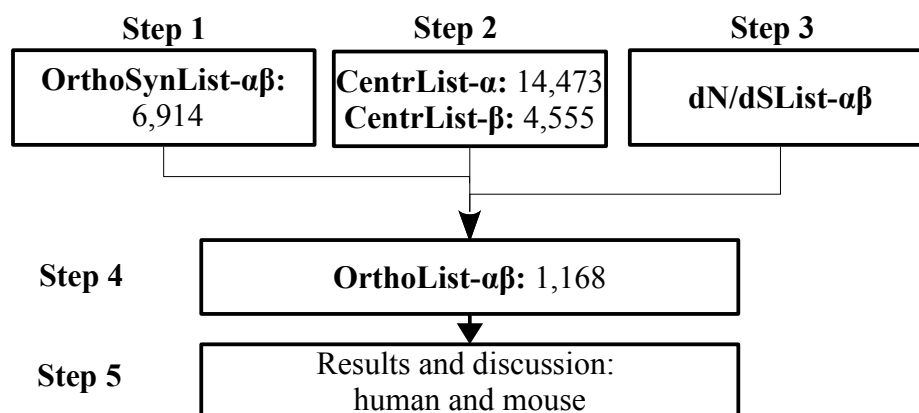 Step 1
Step 2
Step 3
OrthoSynList-αβ:
6,914
CentrList-α: 14,473
CentrList-β: 4,555
dN/dSList-αβ
Step 4
OrthoList-αβ: 1,168
Step 5
Results and discussion:
human and mouse